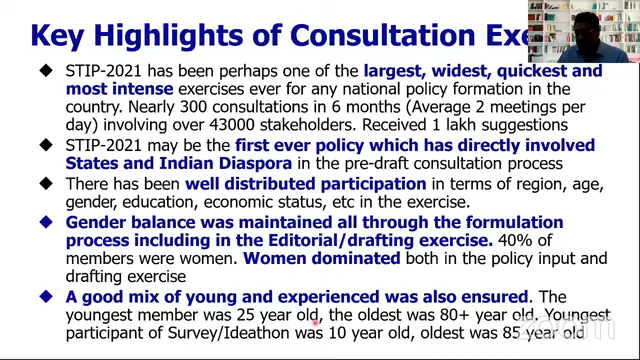 Key Highlights of Consultation Exe
STIP-2021 has been perhaps one of the largest, widest, quickest and
most intense exercises ever for any national policy formation in the
country. Nearly 300 consultations in 6 months (Average 2 meetings per
day) involving over 43000 stakeholders. Received 1 lakh suggestions
STIP-2021 may be the first ever policy which has directly involved
States and Indian Diaspora in the pre-draft consultation process
There has been well distributed participation in terms of region, age,
gender, education, economic status, etc in the exercise.
Gender balance was maintained all through the formulation
process including in the Editorial/drafting exercise. 40% of
members were women. Women dominated both in the policy input and
drafting exercise
A good mix of young and experienced was also ensured. The
youngest member was 25 year old, the oldest was 80+ year old. Youngest
participant of Survey/Ideathon was 10 year old, oldest was 85 year old
zoom